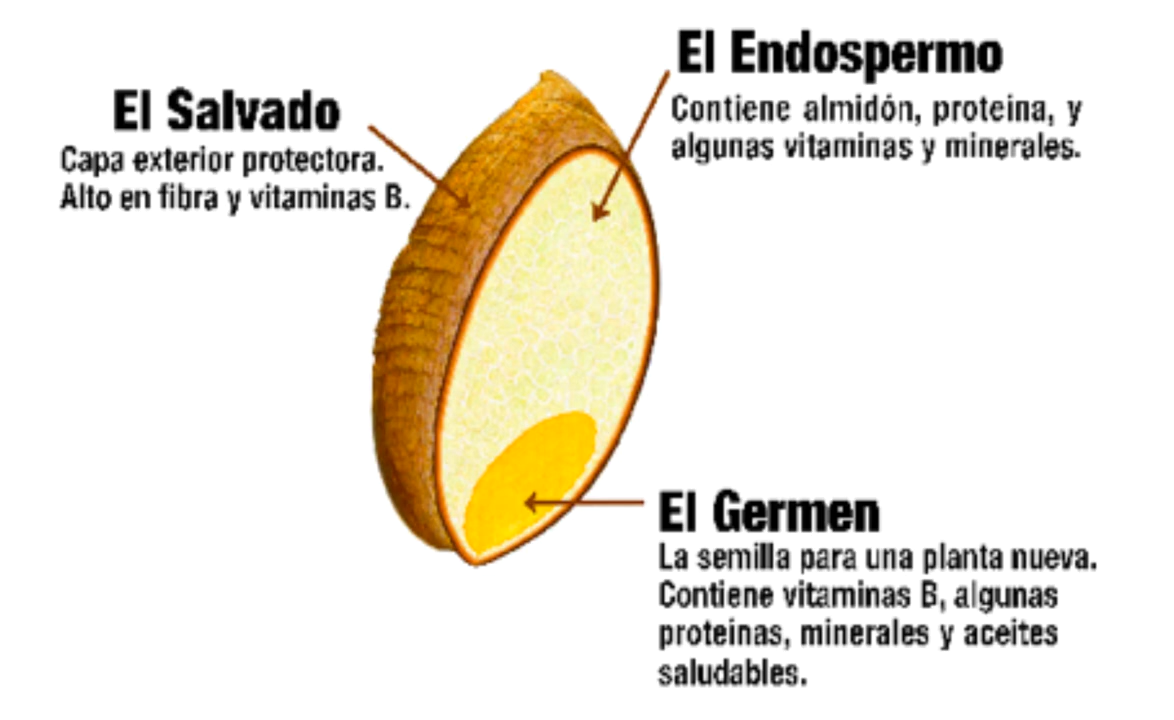 El Endospermo
Contiene almidón, proteina, y
algunas vitaminas y minerales.
El Salvado
Capa exterior protectora.
Alto en fibra y vitaminas B.
El Germen
La semilla para una planta nueva.
Contiene vitaminas B, algunas
proteinas, minerales y aceites
saludables.